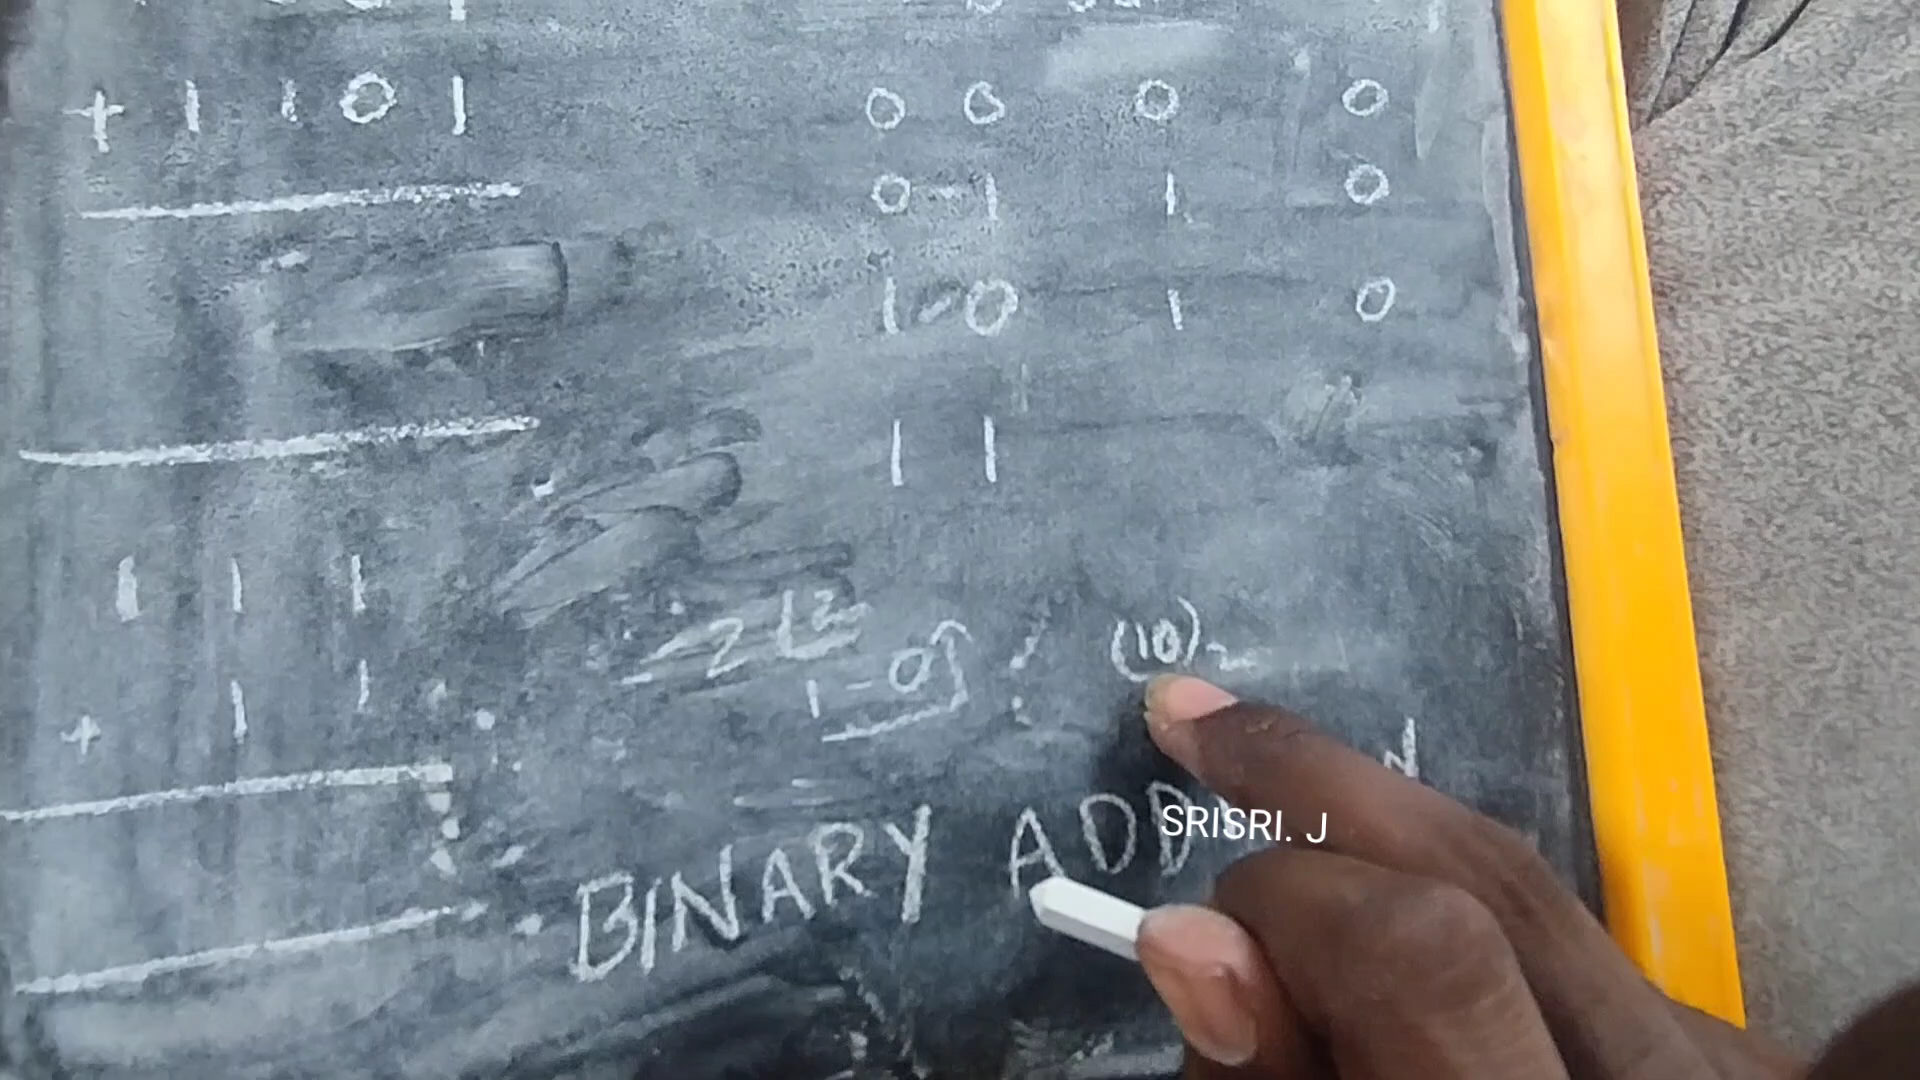 + 1 1 0 1
0 0 0 0
0-1 1 0
1-0 1 0
1 1
1 1 1
+ 1 1
2 2
1-0
(10)2
BINARY ADD
SRISRI. J